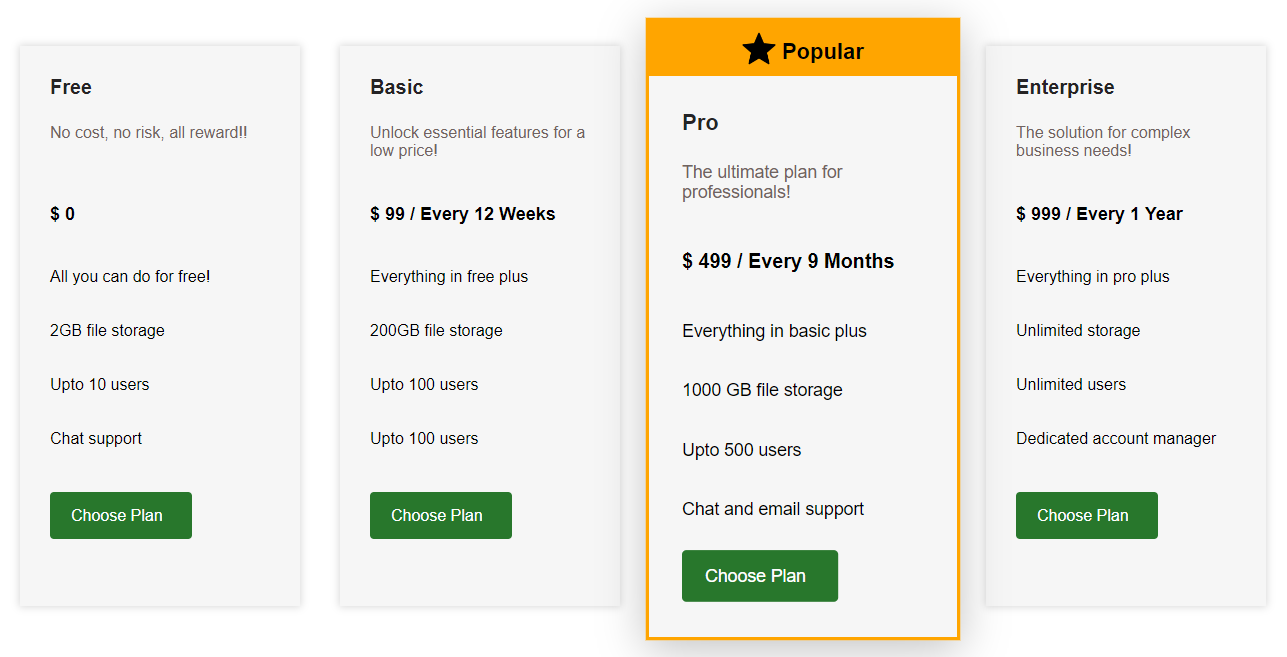 Free
No cost, no risk, all reward!!
$ 0
All you can do for free!
2GB file storage
Upto 10 users
Chat support
Choose Plan
Basic
Unlock essential features for a
low price!
$ 99 / Every 12 Weeks
Everything in free plus
200GB file storage
Upto 100 users
Upto 100 users
Choose Plan
Popular
Pro
The ultimate plan for
professionals!
$ 499 / Every 9 Months
Everything in basic plus
1000 GB file storage
Upto 500 users
Chat and email support
Choose Plan
Enterprise
The solution for complex
business needs!
$ 999 / Every 1 Year
Everything in pro plus
Unlimited storage
Unlimited users
Dedicated account manager
Choose Plan